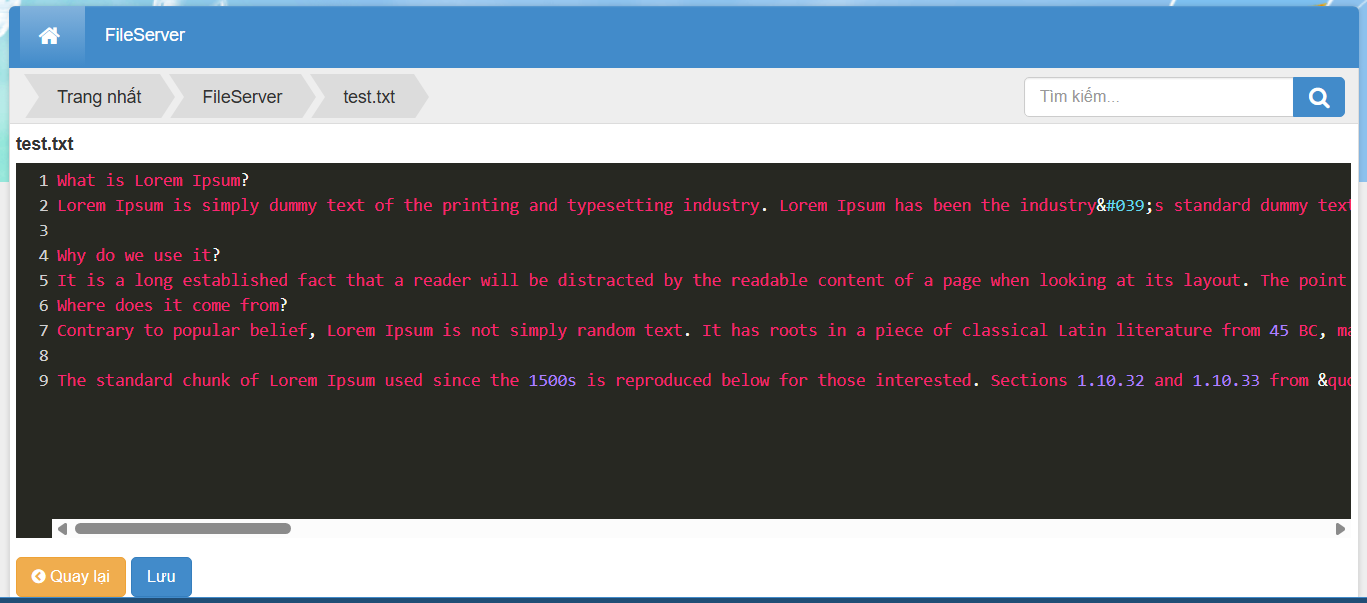 FileServer
Trang nhất FileServer test.txt Tìm kiếm...
test.txt
1 What is Lorem Ipsum?
2 Lorem Ipsum is simply dummy text of the printing and typesetting industry. Lorem Ipsum has been the industry&#039;s standard dummy text
3
4 Why do we use it?
5 It is a long established fact that a reader will be distracted by the readable content of a page when looking at its layout. The point
6 Where does it come from?
7 Contrary to popular belief, Lorem Ipsum is not simply random text. It has roots in a piece of classical Latin literature from 45 BC, ma
8
9 The standard chunk of Lorem Ipsum used since the 1500s is reproduced below for those interested. Sections 1.10.32 and 1.10.33 from &quo
Quay lại Lưu